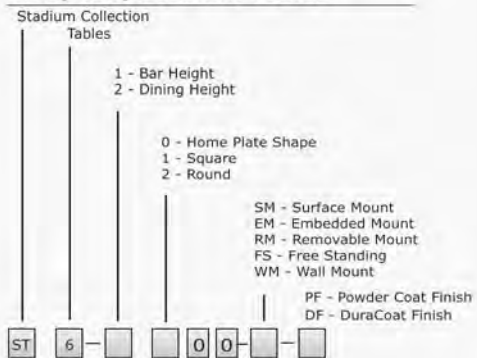 Stadium Collection
Tables
1 - Bar Height
2 - Dining Height
0 - Home Plate Shape
1 - Square
2 - Round
SM - Surface Mount
EM - Embedded Mount
RM - Removable Mount
FS - Free Standing
WM - Wall Mount
PF - Powder Coat Finish
DF - DuraCoat Finish
ST 6 - 0 0 - -